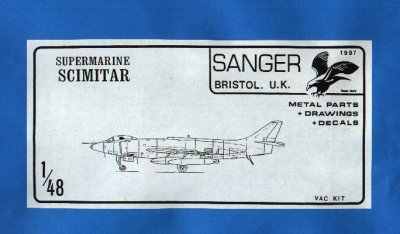 SUPERMARINE
SCIMITAR
SANGER
BRISTOL. U.K.
1997
METAL PARTS
+DRAWINGS
+DECALS
1/48
VAC KIT